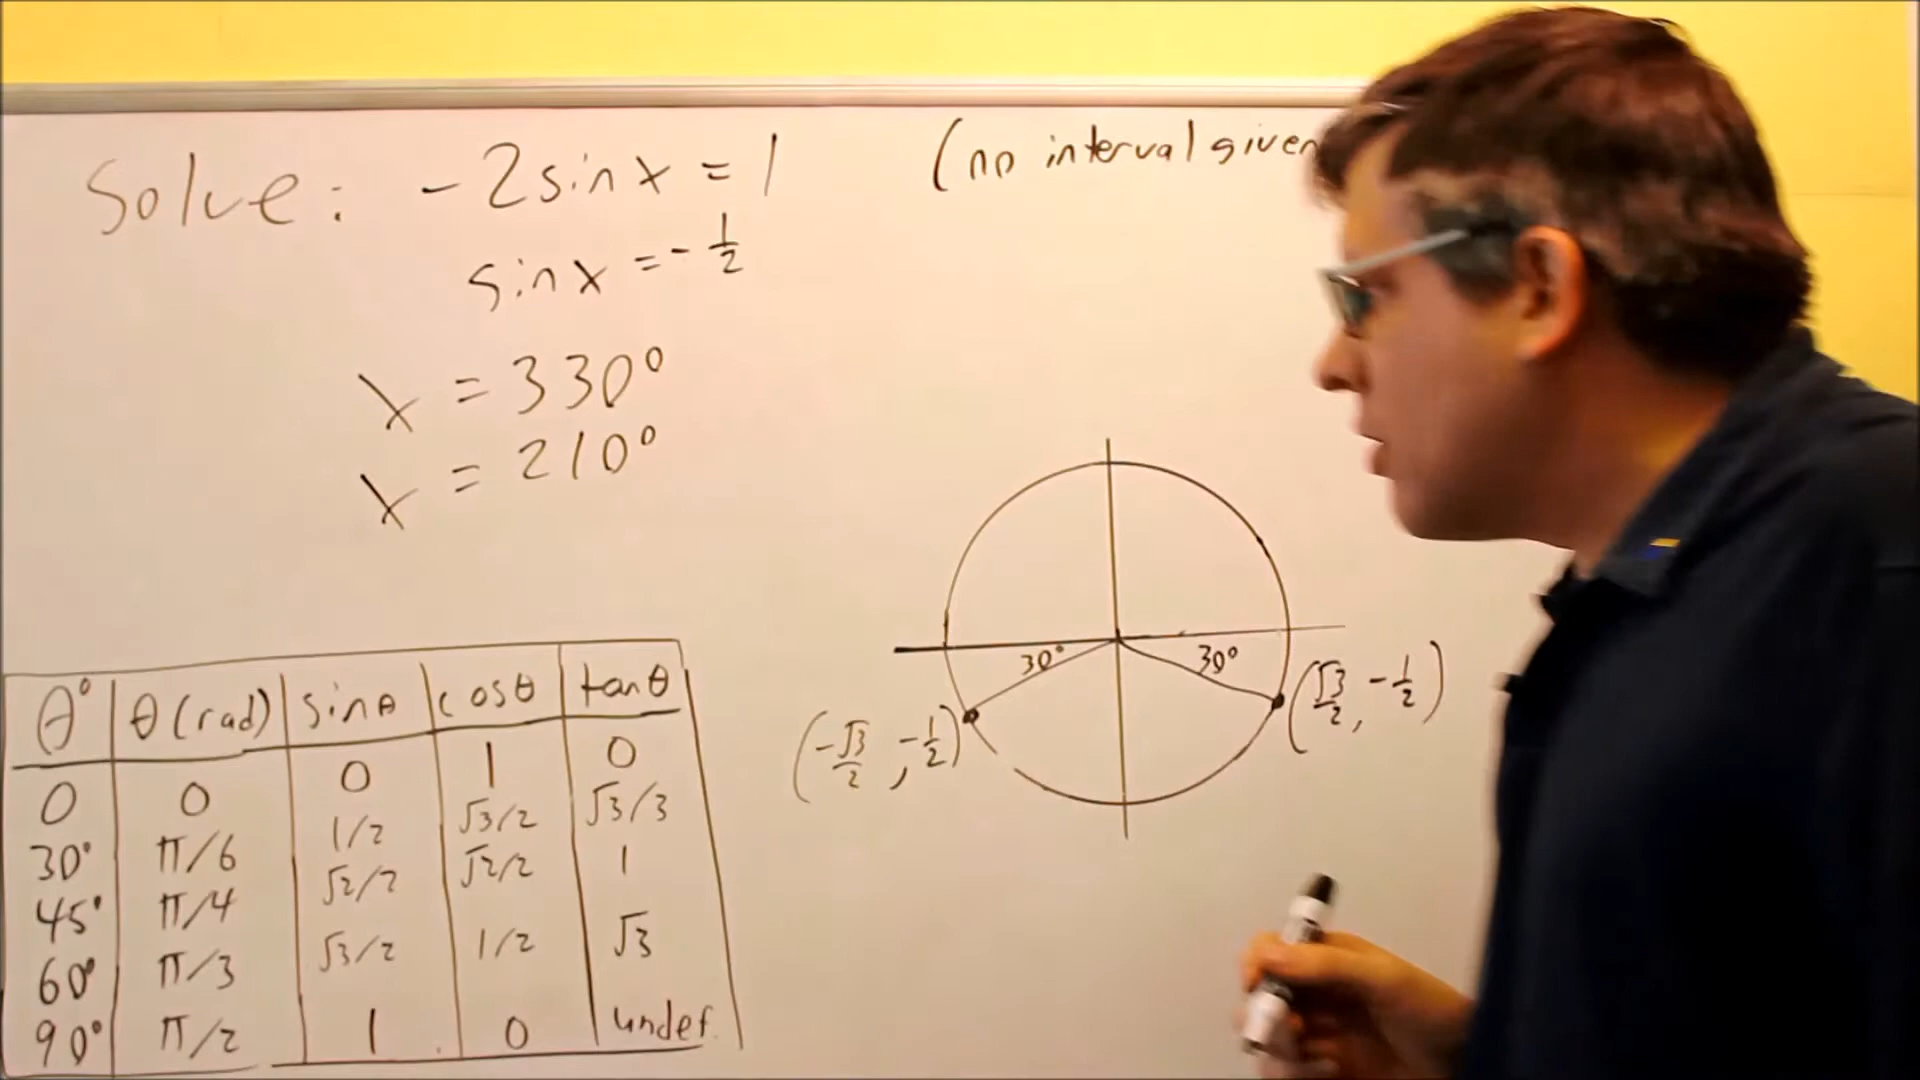 Solve: -2sinx = 1
(no interval given
sinx = -1/2
x = 330°
x = 210°
30° 30°
(√3/2, -1/2)
(-√3/2, -1/2)
θ° θ(rad) sinθ cosθ tanθ
0 0 0 1 0
30° π/6 1/2 √3/2 √3/3
45° π/4 √2/2 √2/2 1
60° π/3 √3/2 1/2 √3
90° π/2 1 0 undef.